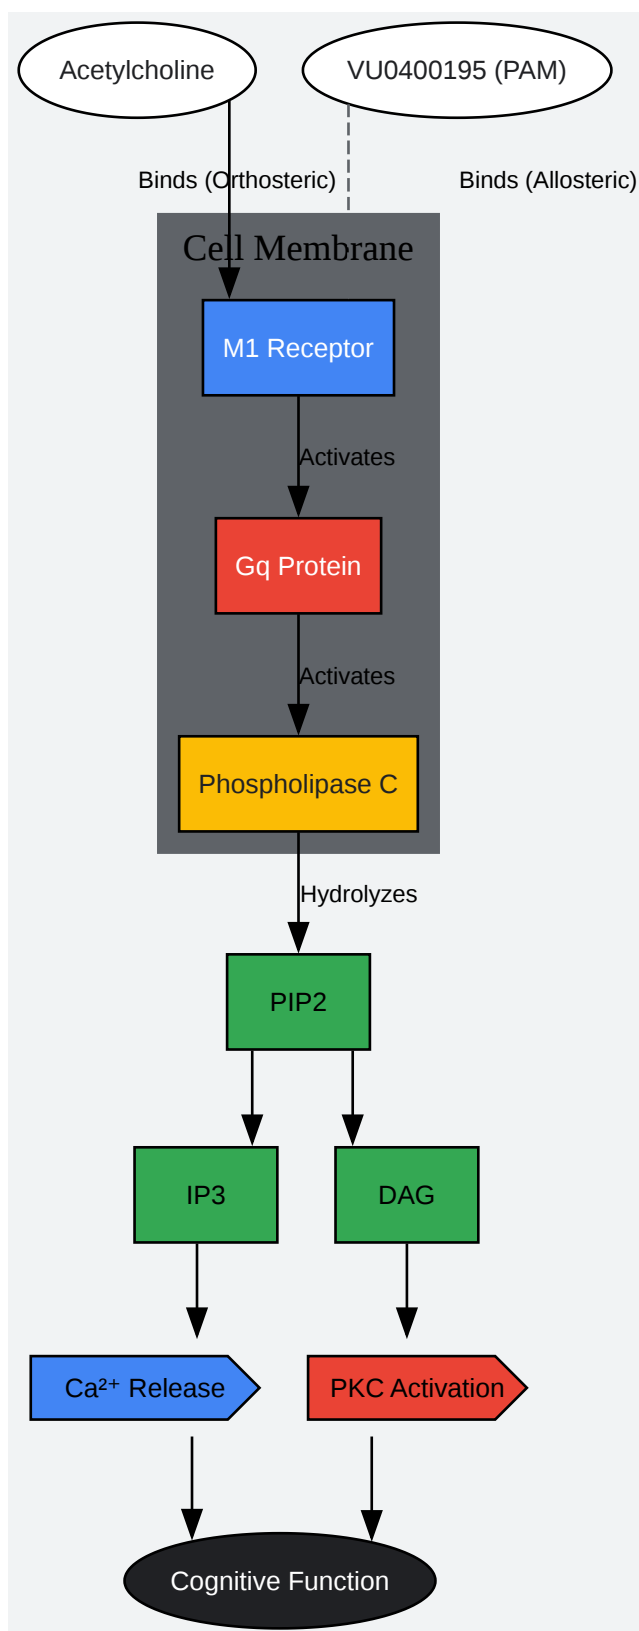 Acetylcholine
VU0400195 (PAM)
Binds (Orthosteric)
Binds (Allosteric)
Cell Membrane
M1 Receptor
Activates
Gq Protein
Activates
Phospholipase C
Hydrolyzes
PIP2
IP3
DAG
Ca²⁺ Release
PKC Activation
Cognitive Function